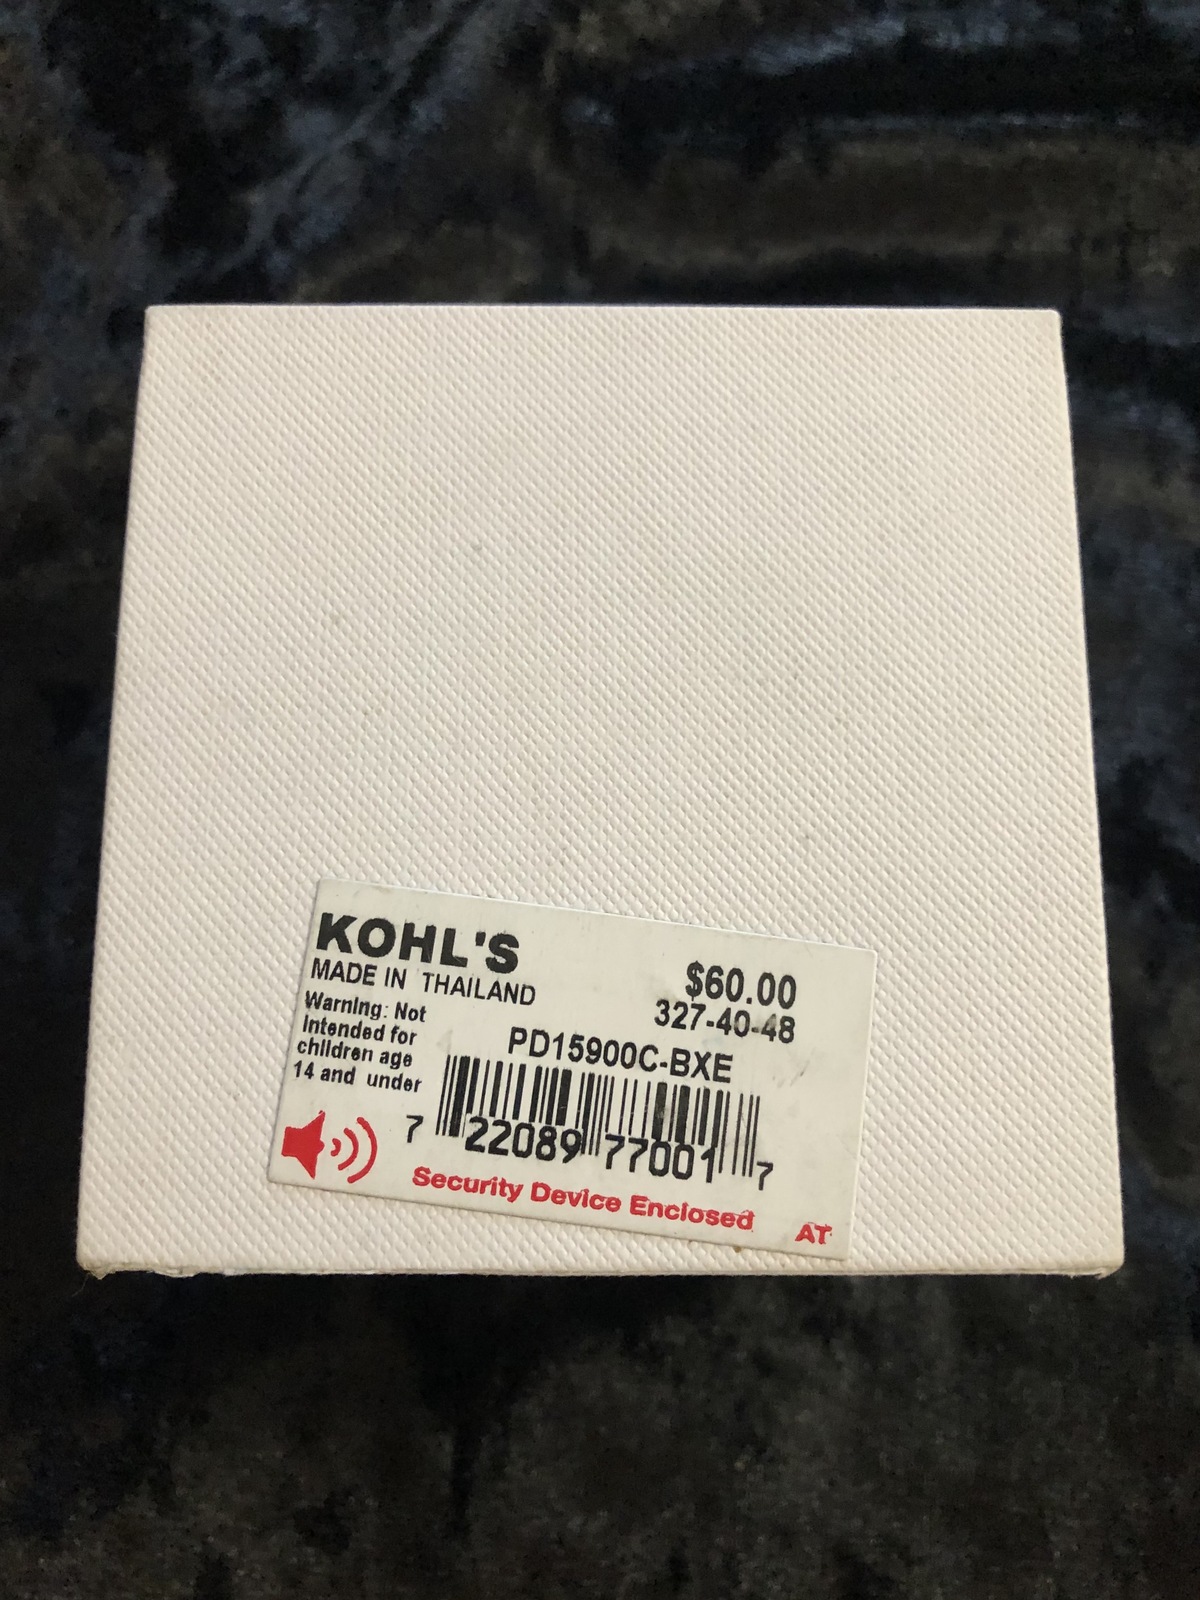 KOHL'S
MADE IN THAILAND
$60.00
327-40-48
Warning: Not
intended for
children age
14 and under
PD15900C-BXE
7 22089 77001 7
Security Device Enclosed
AT